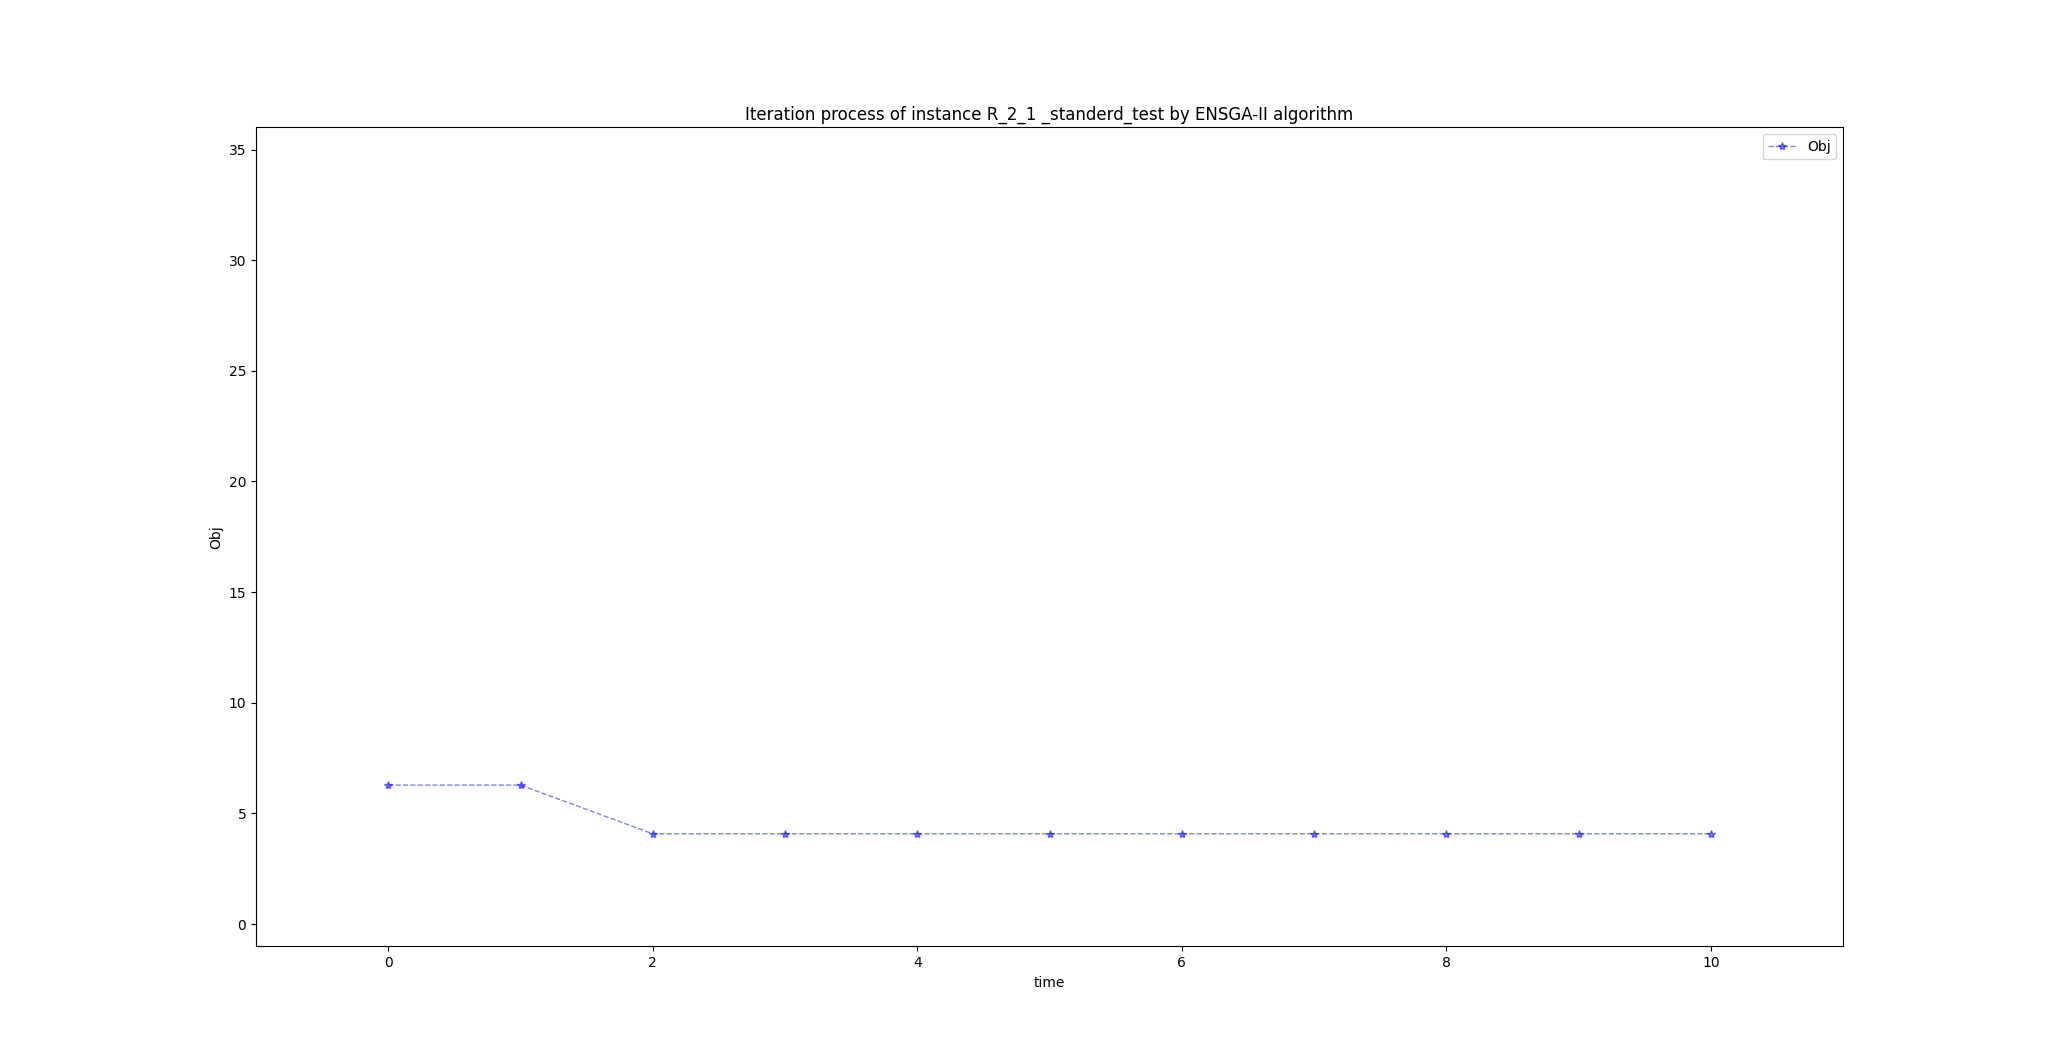 Iteration process of instance R_2_1 _standerd_test by ENSGA-II algorithm
Obj
35
30
25
20
15
10
5
0
Obj
0 2 4 6 8 10
time